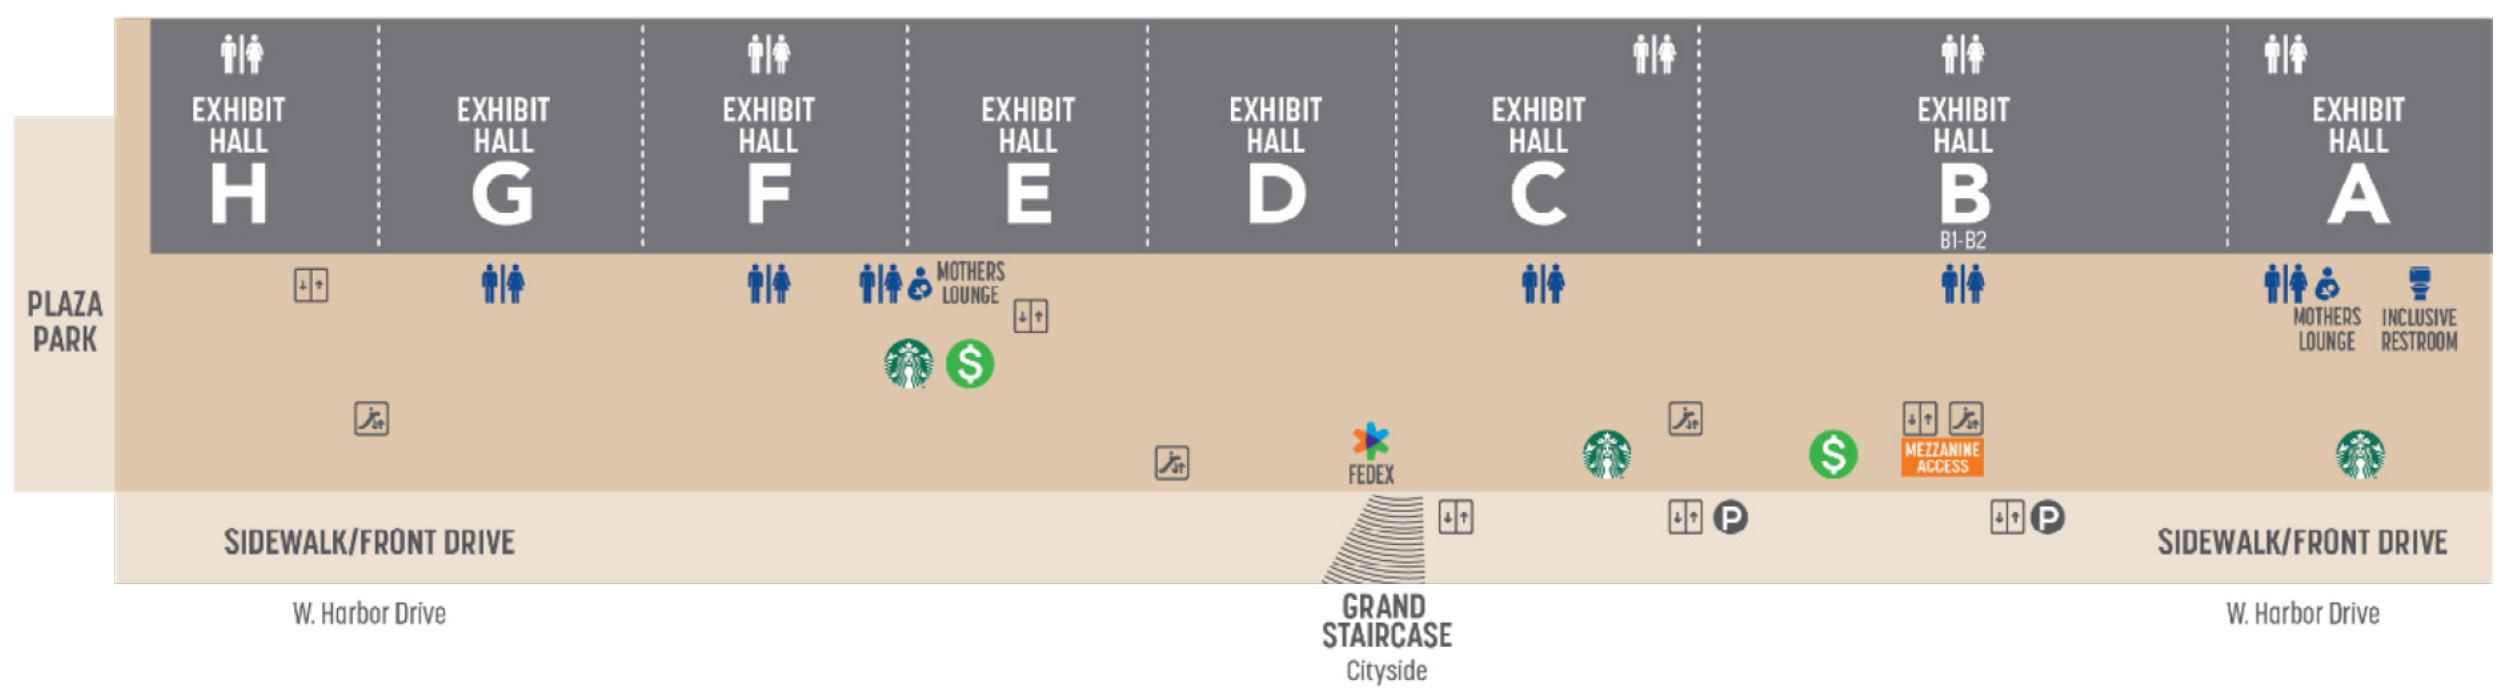 EXHIBIT
HALL
H
EXHIBIT
HALL
G
EXHIBIT
HALL
F
EXHIBIT
HALL
E
EXHIBIT
HALL
D
EXHIBIT
HALL
C
EXHIBIT
HALL
B
B1-B2
EXHIBIT
HALL
A
PLAZA
PARK
MOTHERS
LOUNGE
$
FEDEX
$
MEZZANINE
ACCESS
MOTHERS
LOUNGE
INCLUSIVE
RESTROOM
P
P
SIDEWALK/FRONT DRIVE
SIDEWALK/FRONT DRIVE
W. Harbor Drive
GRAND
STAIRCASE
Cityside
W. Harbor Drive